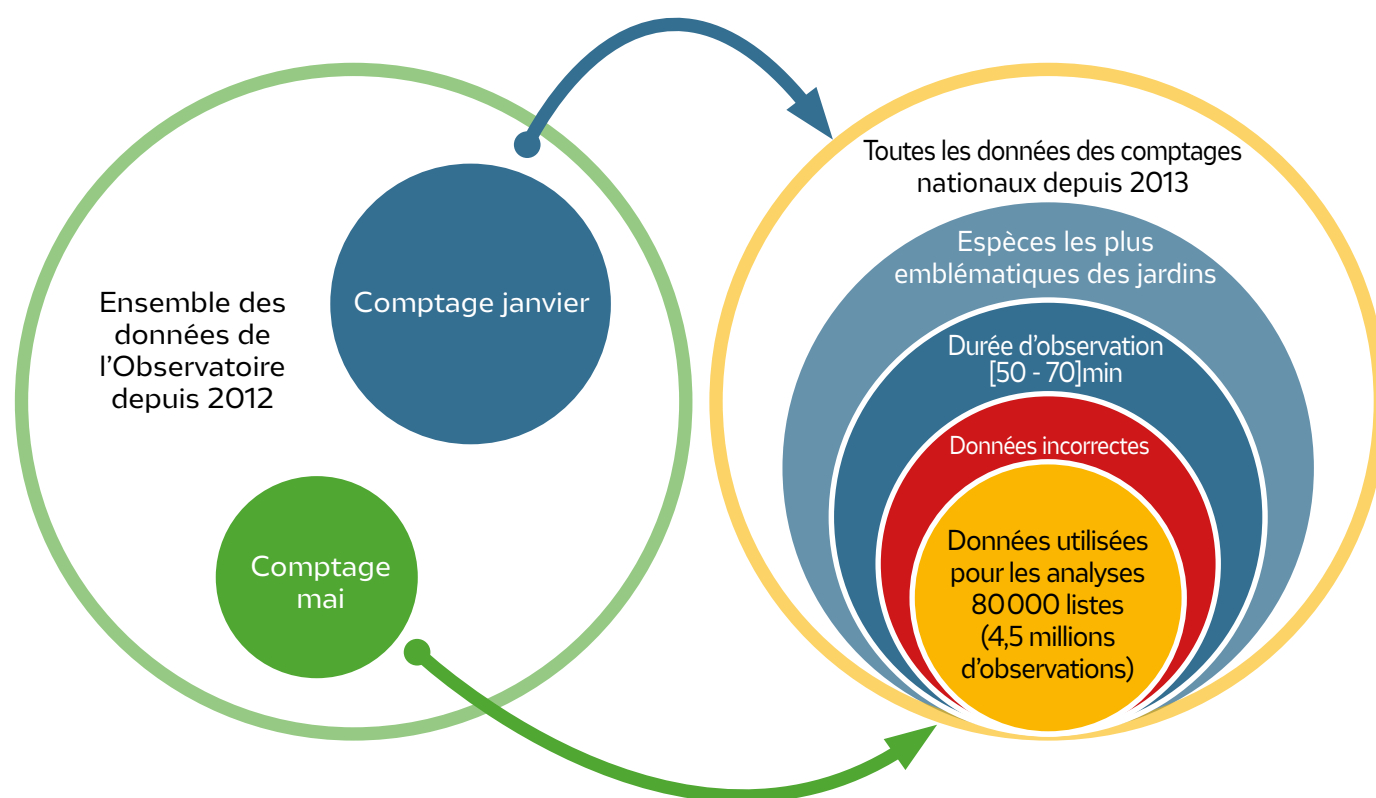 Ensemble des
données de
l'Observatoire
depuis 2012
Comptage janvier
Comptage
mai
Toutes les données des comptages
nationaux depuis 2013
Espèces les plus
emblématiques des jardins
Durée d'observation
[50 - 70]min
Données incorrectes
Données utilisées
pour les analyses
80 000 listes
(4,5 millions
d'observations)